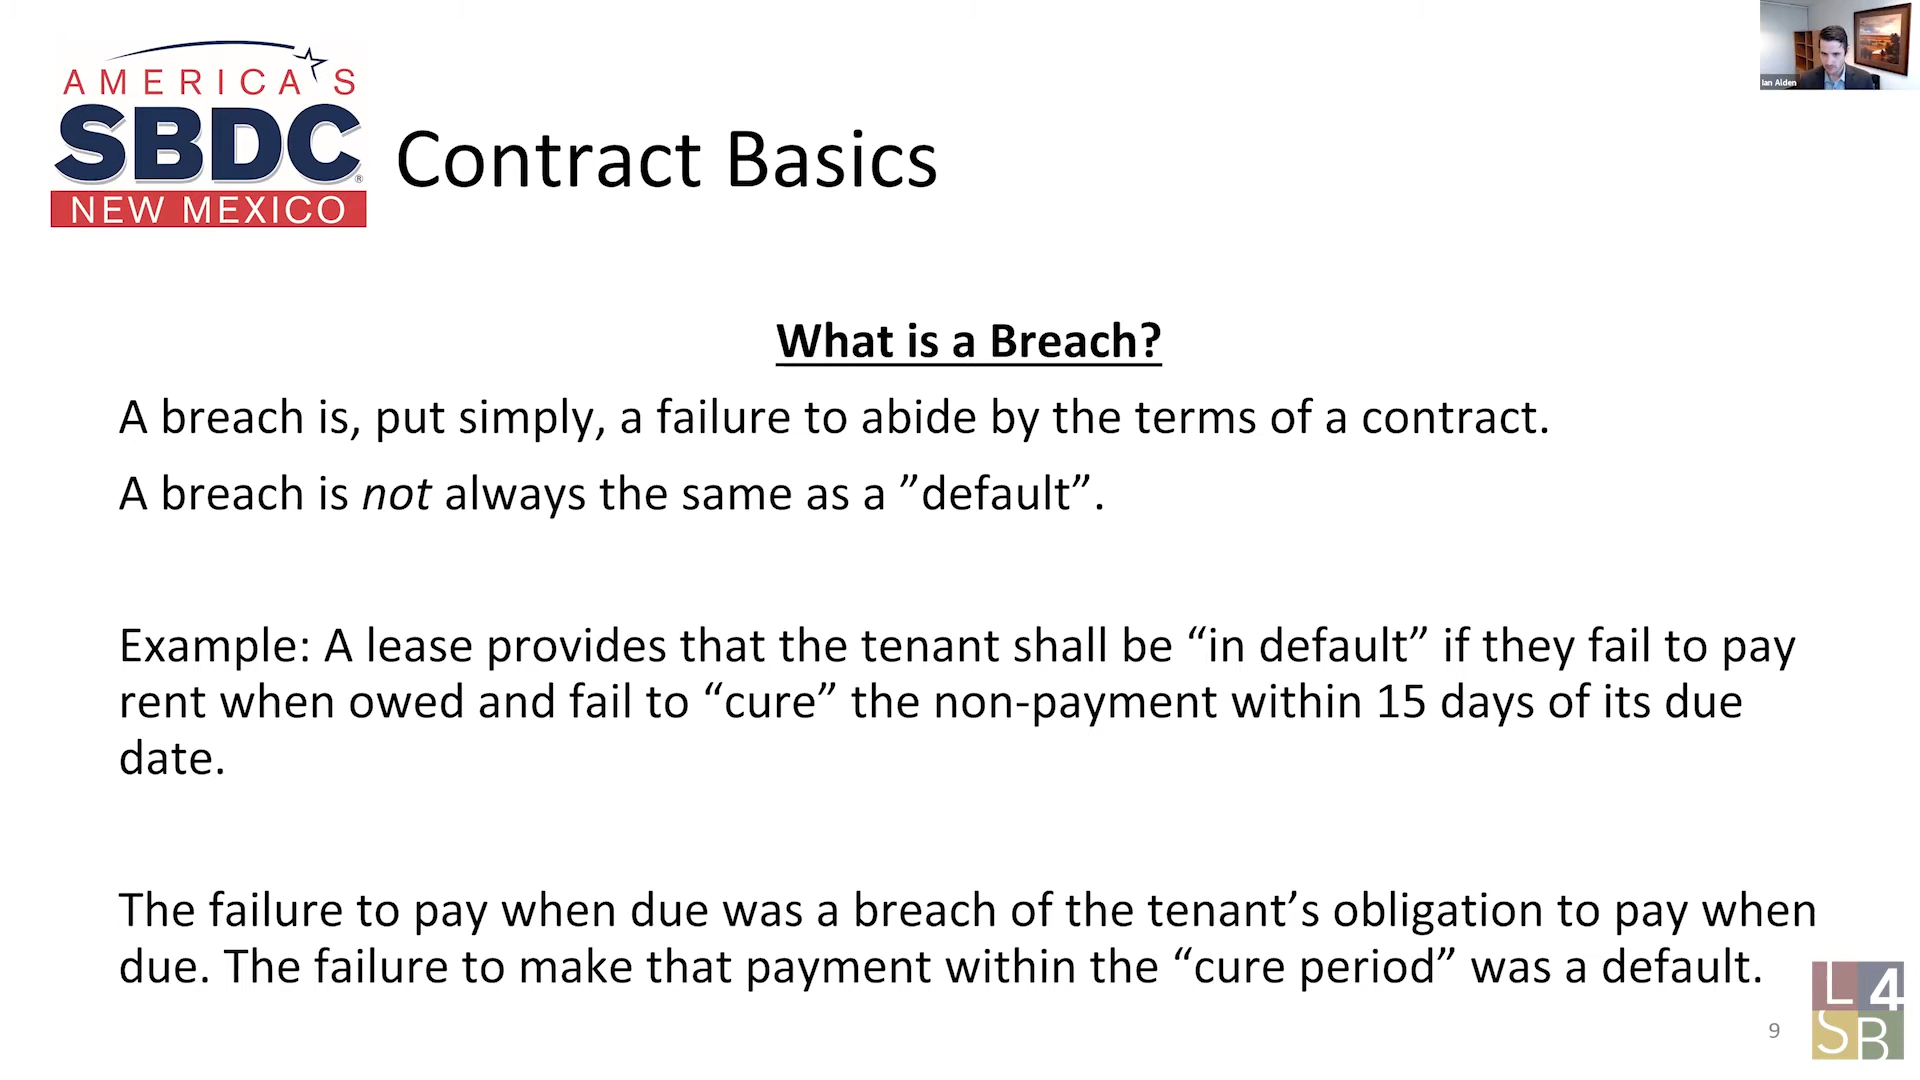 AMERICA'S
SBDC®
NEW MEXICO
Contract Basics
Ian Alden
What is a Breach?
A breach is, put simply, a failure to abide by the terms of a contract.
A breach is not always the same as a ”default”.
Example: A lease provides that the tenant shall be “in default” if they fail to pay
rent when owed and fail to “cure” the non-payment within 15 days of its due
date.
The failure to pay when due was a breach of the tenant’s obligation to pay when
due. The failure to make that payment within the “cure period” was a default.
9
L4
SB